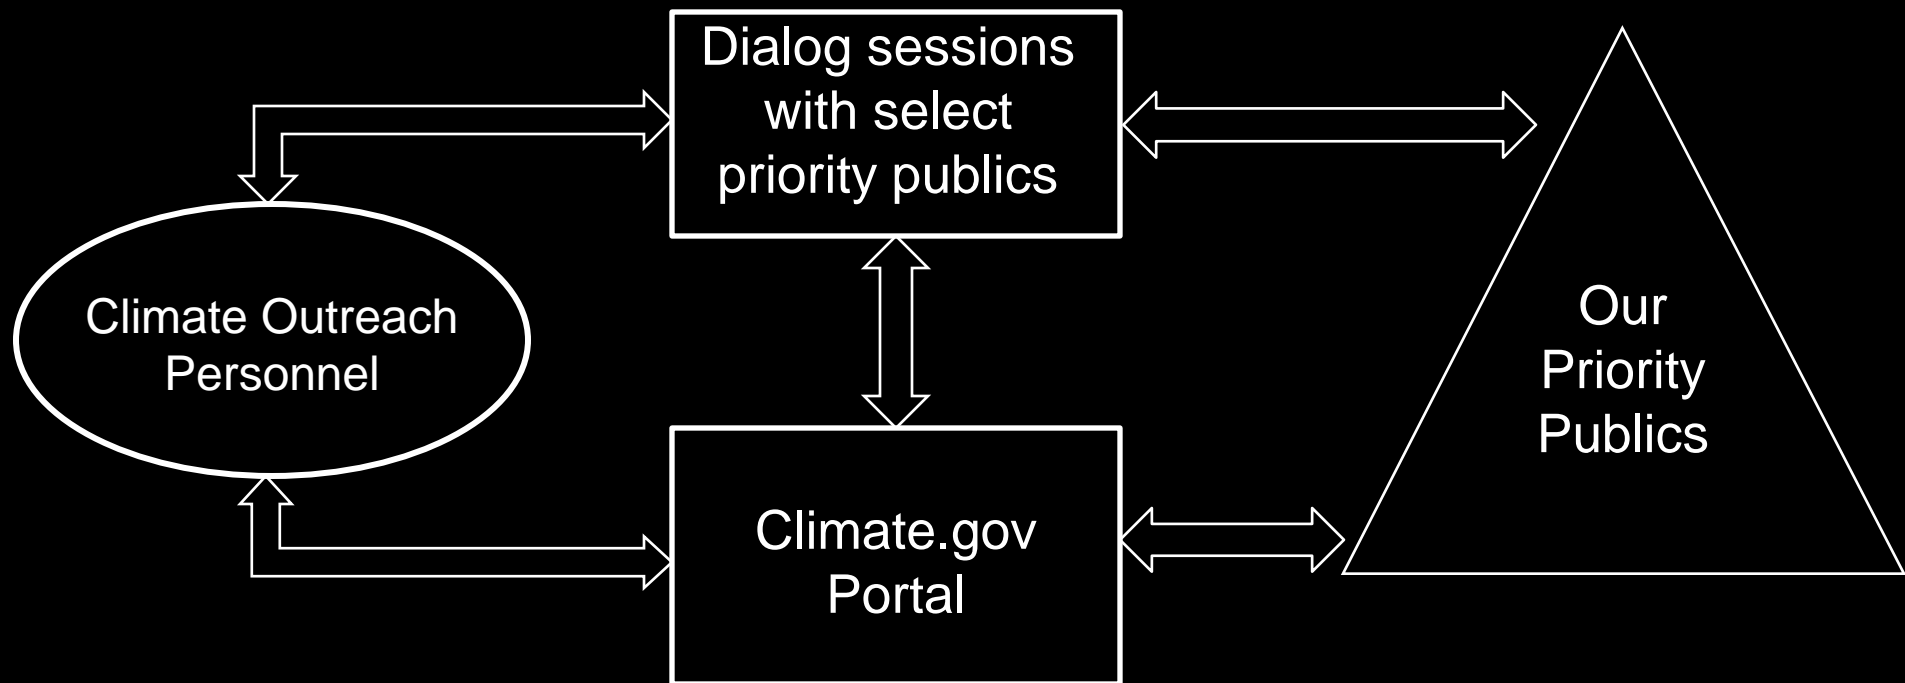 Dialog sessions
with select
priority publics
Climate Outreach
Personnel
Our
Priority
Publics
Climate.gov
Portal